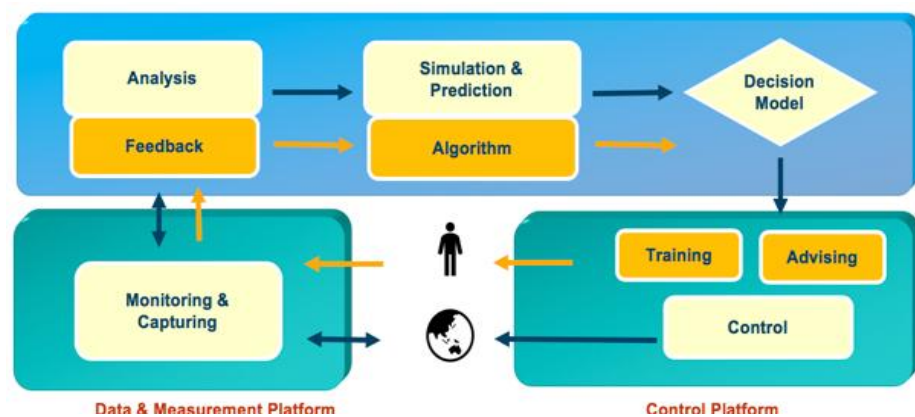 Analysis
Simulation &
Prediction
Decision
Model
Feedback
Algorithm
Training
Advising
Monitoring &
Capturing
Control
Data & Measurement Platform
Control Platform